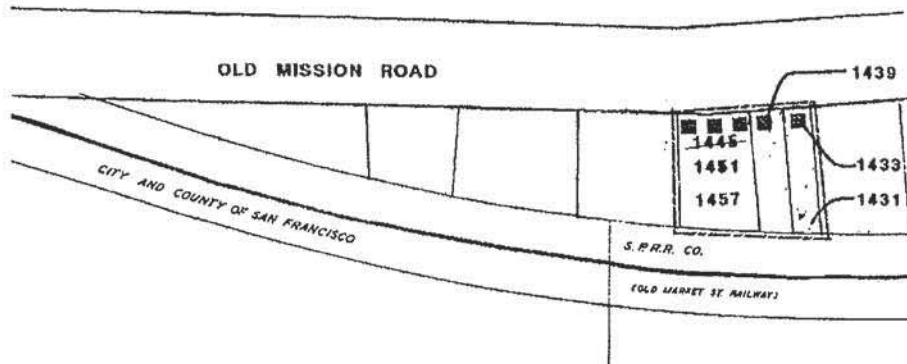 OLD MISSION ROAD
1439
1445
1451
1433
1457
1431
CITY AND COUNTY OF SAN FRANCISCO
S.P.R.R. CO.
(OLD MARKET ST. RAILWAY)